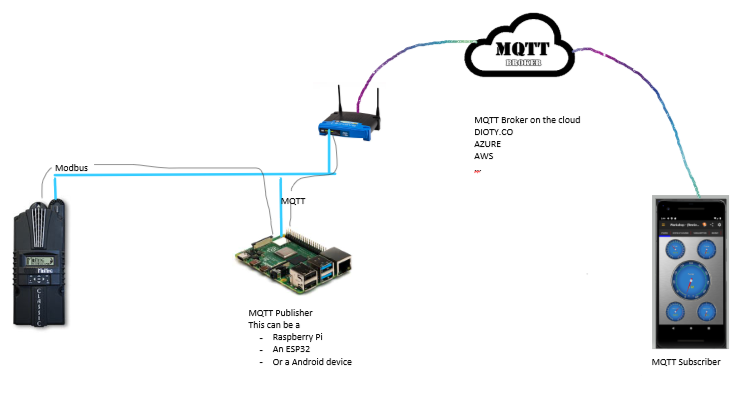 MQTT
BROKER
MQTT Broker on the cloud
DIOTY.CO
AZURE
AWS
...
Modbus
MQTT
CLASSIC
MQTT Publisher
This can be a
- Raspberry Pi
- An ESP32
- Or a Android device
MQTT Subscriber